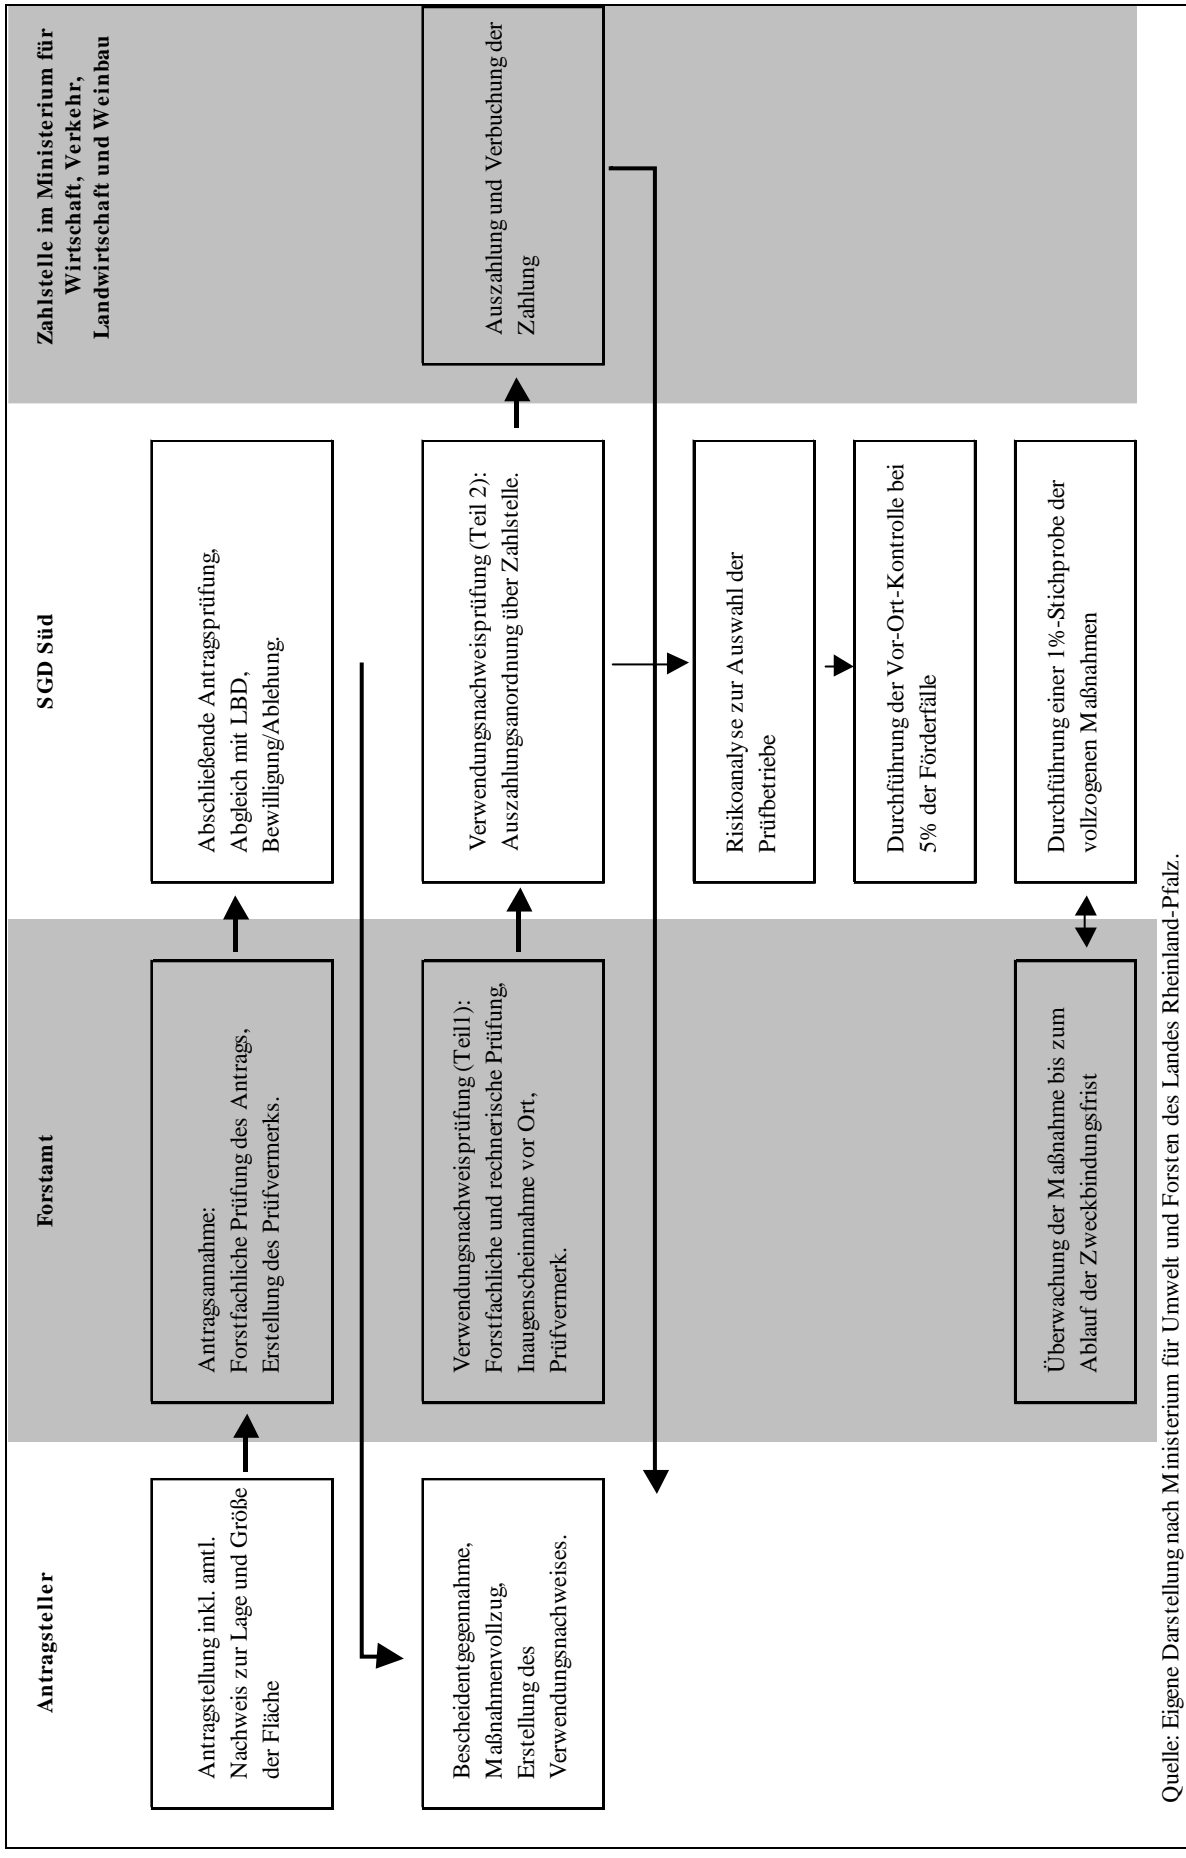 Antragsteller
Forstamt
SGD Süd
Zahlstelle im Ministerium für
Wirtschaft, Verkehr,
Landwirtschaft und Weinbau
Antragstellung inkl. amtl.
Nachweis zur Lage und Größe
der Fläche
Antragsannahme:
Forstfachliche Prüfung des Antrags,
Erstellung des Prüfvermerks.
Abschließende Antragsprüfung,
Abgleich mit LBD,
Bewilligung/Ablehung.
Bescheidentgegennahme,
Maßnahmenvollzug,
Erstellung des
Verwendungsnachweises.
Verwendungsnachweisprüfung (Teil1):
Forstfachliche und rechnerische Prüfung,
Inaugenscheinnahme vor Ort,
Prüfvermerk.
Verwendungsnachweisprüfung (Teil 2):
Auszahlungsanordnung über Zahlstelle.
Auszahlung und Verbuchung der
Zahlung
Risikoanalyse zur Auswahl der
Prüfbetriebe
Durchführung der Vor-Ort-Kontrolle bei
5% der Förderfälle
Überwachung der Maßnahme bis zum
Ablauf der Zweckbindungsfrist
Durchführung einer 1%-Stichprobe der
vollzogenen Maßnahmen
Quelle: Eigene Darstellung nach Ministerium für Umwelt und Forsten des Landes Rheinland-Pfalz.